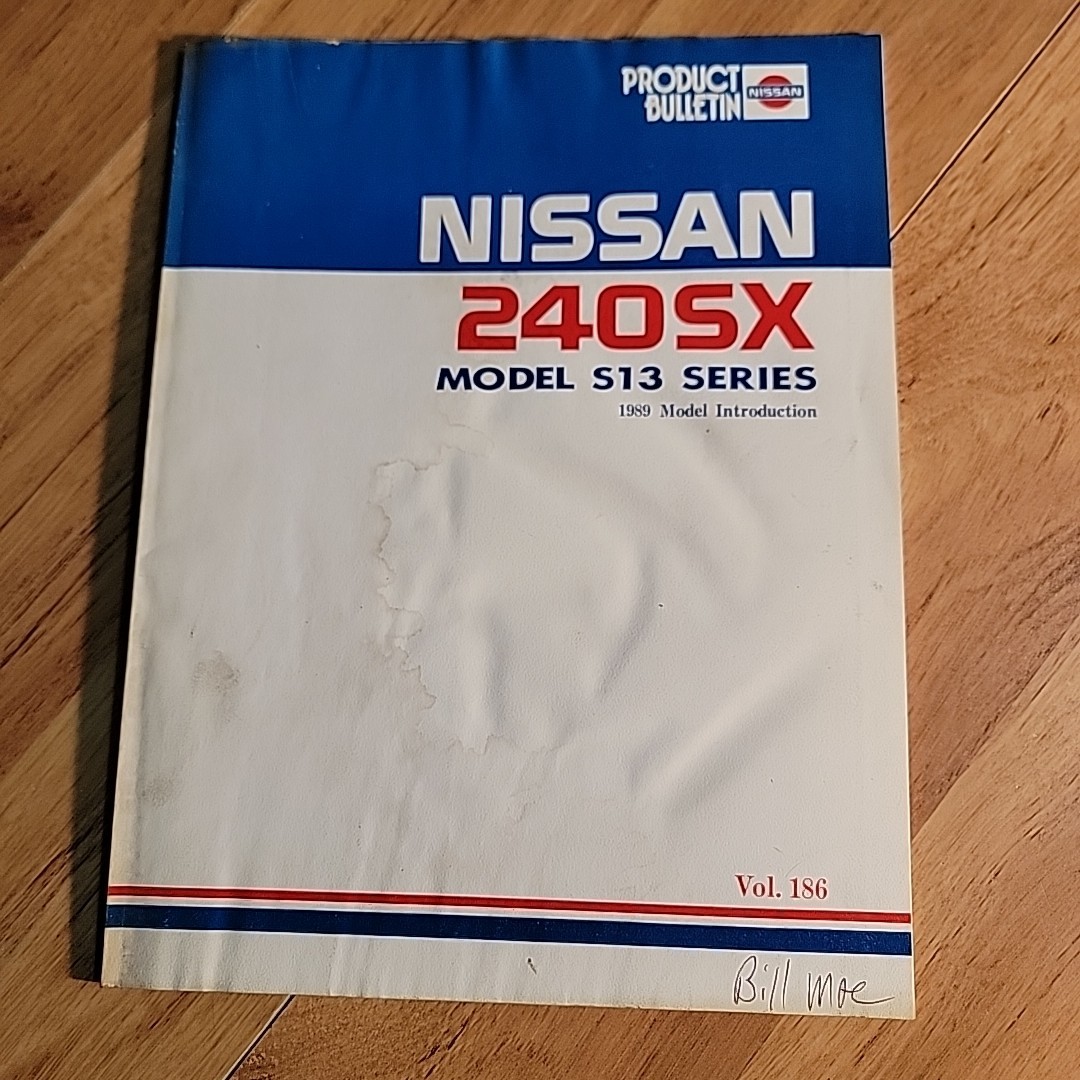 PRODUCT
BULLETIN
NISSAN
NISSAN
240SX
MODEL S13 SERIES
1989 Model Introduction
Vol. 186
Bill Moe